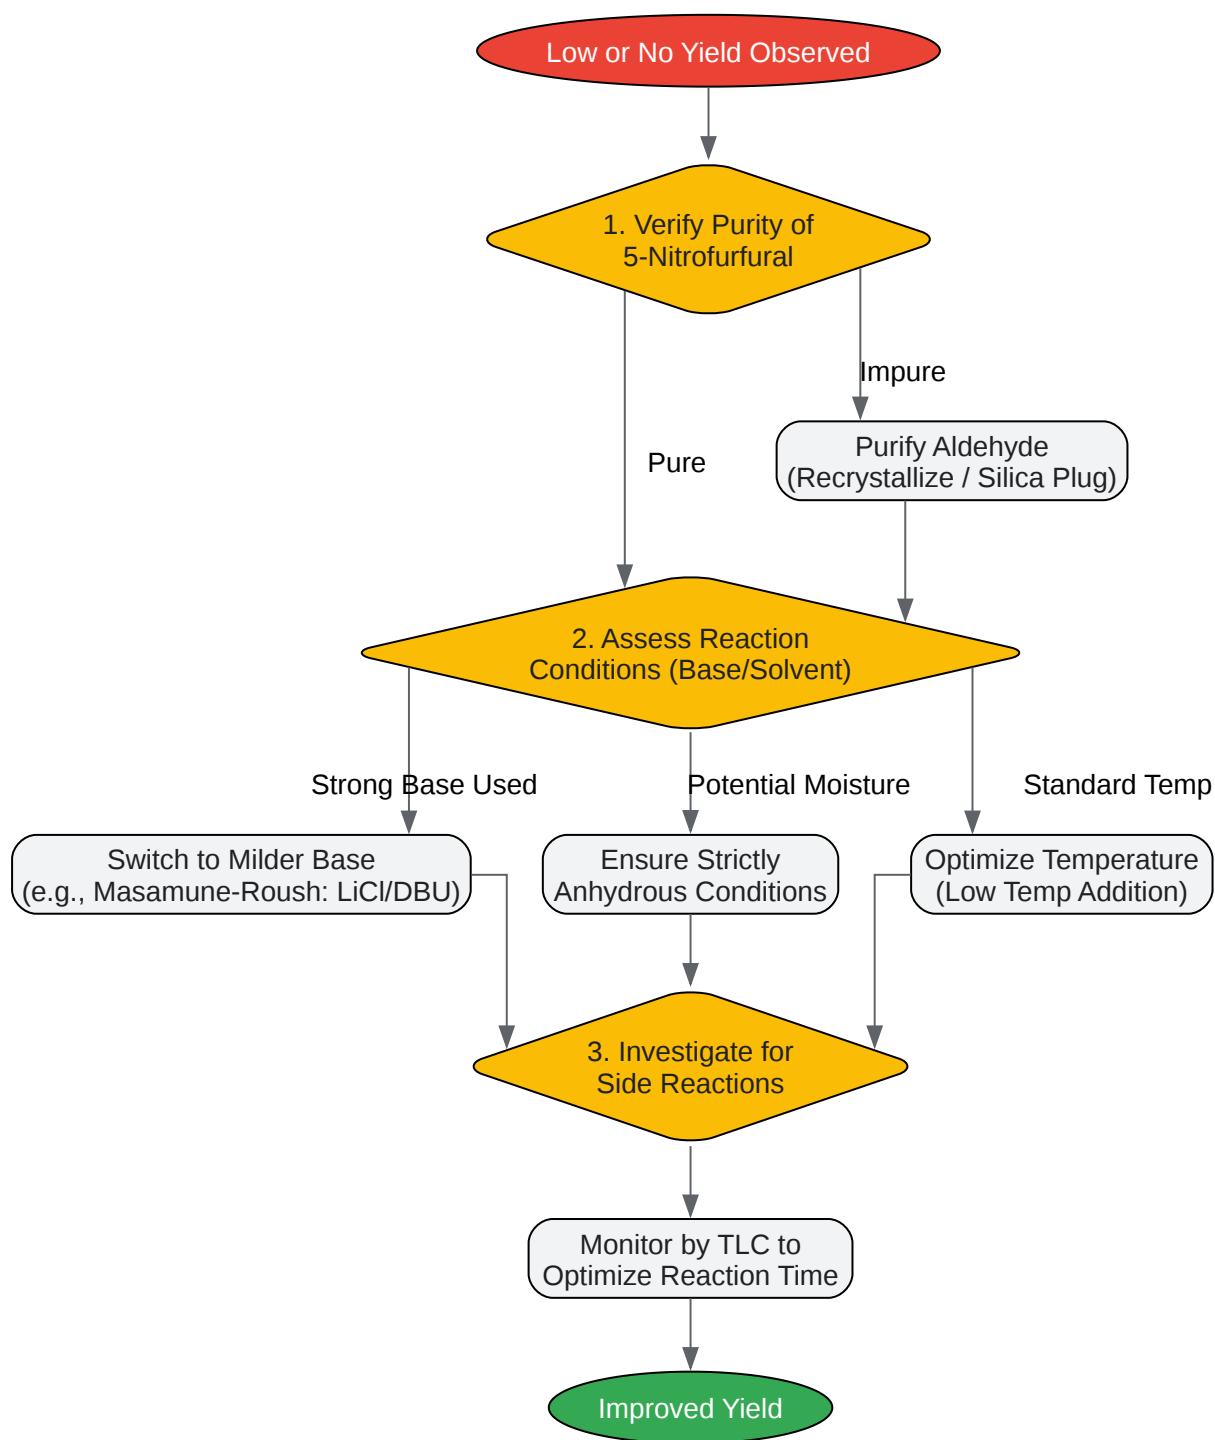 Low or No Yield Observed
1. Verify Purity of
5-Nitrofurfural
Impure
Pure
Purify Aldehyde
(Recrystallize / Silica Plug)
2. Assess Reaction
Conditions (Base/Solvent)
Strong Base Used
Potential Moisture
Standard Temp
Switch to Milder Base
(e.g., Masamune-Roush: LiCl/DBU)
Ensure Strictly
Anhydrous Conditions
Optimize Temperature
(Low Temp Addition)
3. Investigate for
Side Reactions
Monitor by TLC to
Optimize Reaction Time
Improved Yield